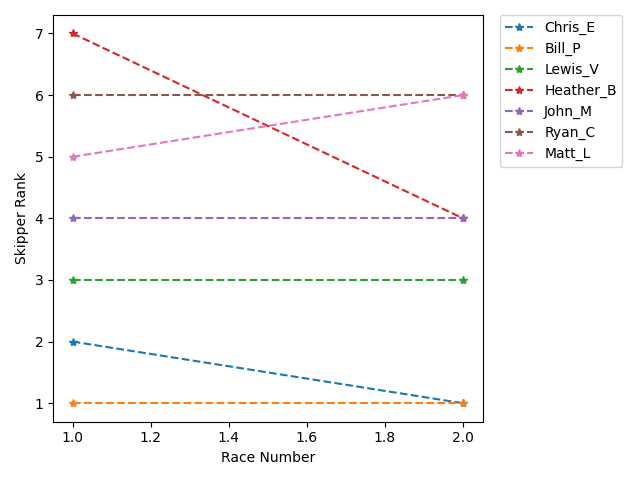 7
6
5
4
3
2
1
Skipper Rank
1.0 1.2 1.4 1.6 1.8 2.0
Race Number
Chris_E
Bill_P
Lewis_V
Heather_B
John_M
Ryan_C
Matt_L